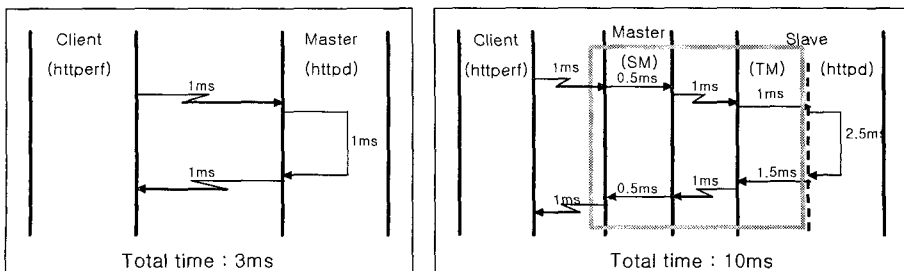 Client
(httperf)
Master
(httpd)
1ms
1ms
1ms
Total time : 3ms
Client
(httperf)
Master
(SM)
Slave
(TM)
(httpd)
1ms
0.5ms
1ms
1ms
2.5ms
1.5ms
1ms
0.5ms
1ms
Total time : 10ms